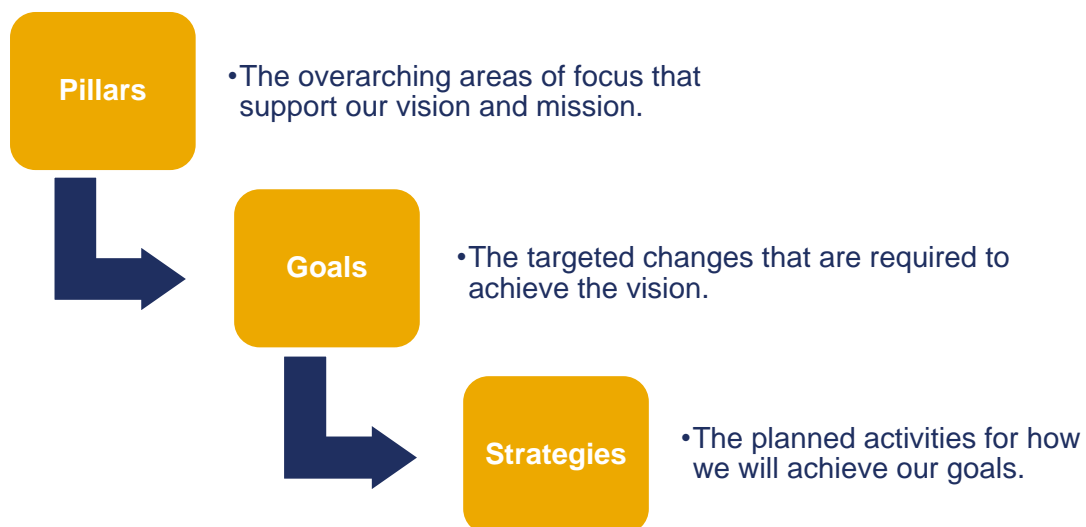 Pillars
•The overarching areas of focus that
support our vision and mission.
Goals
•The targeted changes that are required to
achieve the vision.
Strategies
•The planned activities for how
we will achieve our goals.